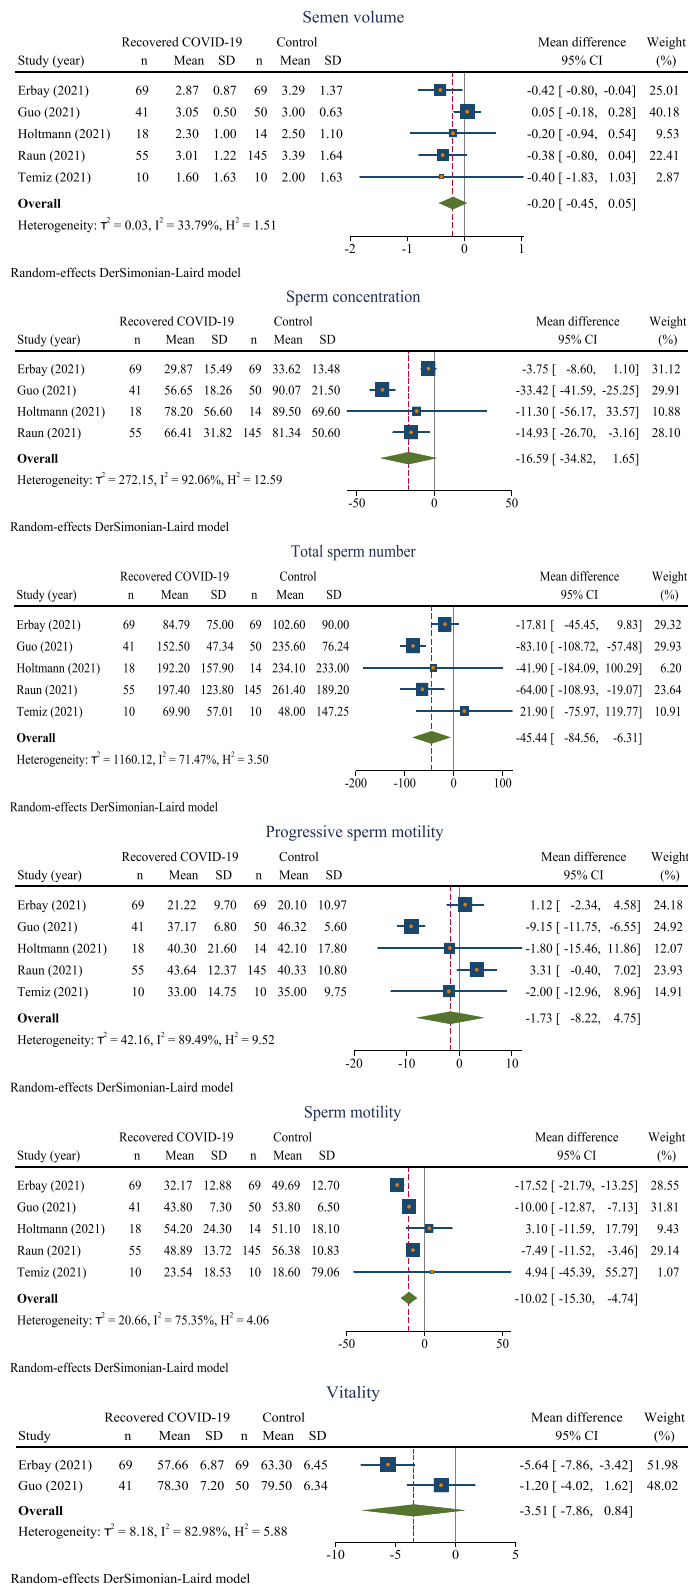 Semen volume
Recovered COVID-19 Control Mean difference Weight
Study (year) n Mean SD n Mean SD 95% CI (%)
Erbay (2021) 69 2.87 0.87 69 3.29 1.37 -0.42 [ -0.80, -0.04] 25.01
Guo (2021) 41 3.05 0.50 50 3.00 0.63 0.05 [ -0.18, 0.28] 40.18
Holtmann (2021) 18 2.30 1.00 14 2.50 1.10 -0.20 [ -0.94, 0.54] 9.53
Raun (2021) 55 3.01 1.22 145 3.39 1.64 -0.38 [ -0.80, 0.04] 22.41
Temiz (2021) 10 1.60 1.63 10 2.00 1.63 -0.40 [ -1.83, 1.03] 2.87
Overall -0.20 [ -0.45, 0.05]
Heterogeneity: τ² = 0.03, I² = 33.79%, H² = 1.51
-2 -1 0 1
Random-effects DerSimonian-Laird model
Sperm concentration
Recovered COVID-19 Control Mean difference Weight
Study (year) n Mean SD n Mean SD 95% CI (%)
Erbay (2021) 69 29.87 15.49 69 33.62 13.48 -3.75 [ -8.60, 1.10] 31.12
Guo (2021) 41 56.65 18.26 50 90.07 21.50 -33.42 [ -41.59, -25.25] 29.91
Holtmann (2021) 18 78.20 56.60 14 89.50 69.60 -11.30 [ -56.17, 33.57] 10.88
Raun (2021) 55 66.41 31.82 145 81.34 50.60 -14.93 [ -26.70, -3.16] 28.10
Overall -16.59 [ -34.82, 1.65]
Heterogeneity: τ² = 272.15, I² = 92.06%, H² = 12.59
-50 0 50
Random-effects DerSimonian-Laird model
Total sperm number
Recovered COVID-19 Control Mean difference Weight
Study (year) n Mean SD n Mean SD 95% CI (%)
Erbay (2021) 69 84.79 75.00 69 102.60 90.00 -17.81 [ -45.45, 9.83] 29.32
Guo (2021) 41 152.50 47.34 50 235.60 76.24 -83.10 [ -108.72, -57.48] 29.93
Holtmann (2021) 18 192.20 157.90 14 234.10 233.00 -41.90 [ -184.09, 100.29] 6.20
Raun (2021) 55 197.40 123.80 145 261.40 189.20 -64.00 [ -108.93, -19.07] 23.64
Temiz (2021) 10 69.90 57.01 10 48.00 147.25 21.90 [ -75.97, 119.77] 10.91
Overall -45.44 [ -84.56, -6.31]
Heterogeneity: τ² = 1160.12, I² = 71.47%, H² = 3.50
-200 -100 0 100
Random-effects DerSimonian-Laird model
Progressive sperm motility
Recovered COVID-19 Control Mean difference Weight
Study (year) n Mean SD n Mean SD 95% CI (%)
Erbay (2021) 69 21.22 9.70 69 20.10 10.97 1.12 [ -2.34, 4.58] 24.18
Guo (2021) 41 37.17 6.80 50 46.32 5.60 -9.15 [ -11.75, -6.55] 24.92
Holtmann (2021) 18 40.30 21.60 14 42.10 17.80 -1.80 [ -15.46, 11.86] 12.07
Raun (2021) 55 43.64 12.37 145 40.33 10.80 3.31 [ -0.40, 7.02] 23.93
Temiz (2021) 10 33.00 14.75 10 35.00 9.75 -2.00 [ -12.96, 8.96] 14.91
Overall -1.73 [ -8.22, 4.75]
Heterogeneity: τ² = 42.16, I² = 89.49%, H² = 9.52
-20 -10 0 10
Random-effects DerSimonian-Laird model
Sperm motility
Recovered COVID-19 Control Mean difference Weight
Study (year) n Mean SD n Mean SD 95% CI (%)
Erbay (2021) 69 32.17 12.88 69 49.69 12.70 -17.52 [ -21.79, -13.25] 28.55
Guo (2021) 41 43.80 7.30 50 53.80 6.50 -10.00 [ -12.87, -7.13] 31.81
Holtmann (2021) 18 54.20 24.30 14 51.10 18.10 3.10 [ -11.59, 17.79] 9.43
Raun (2021) 55 48.89 13.72 145 56.38 10.83 -7.49 [ -11.52, -3.46] 29.14
Temiz (2021) 10 23.54 18.53 10 18.60 79.06 4.94 [ -45.39, 55.27] 1.07
Overall -10.02 [ -15.30, -4.74]
Heterogeneity: τ² = 20.66, I² = 75.35%, H² = 4.06
-50 0 50
Random-effects DerSimonian-Laird model
Vitality
Recovered COVID-19 Control Mean difference Weight
Study n Mean SD n Mean SD 95% CI (%)
Erbay (2021) 69 57.66 6.87 69 63.30 6.45 -5.64 [ -7.86, -3.42] 51.98
Guo (2021) 41 78.30 7.20 50 79.50 6.34 -1.20 [ -4.02, 1.62] 48.02
Overall -3.51 [ -7.86, 0.84]
Heterogeneity: τ² = 8.18, I² = 82.98%, H² = 5.88
-10 -5 0 5
Random-effects DerSimonian-Laird model